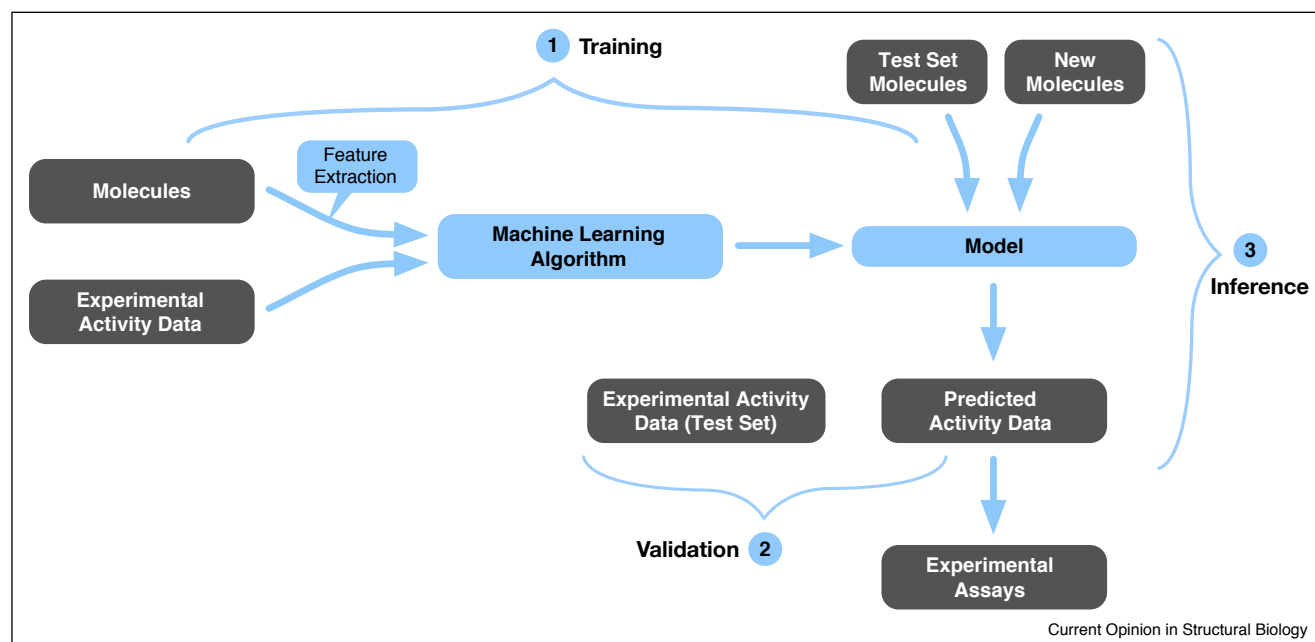 1 Training
Test Set
Molecules
New
Molecules
Feature
Extraction
Molecules
Machine Learning
Algorithm
Model
3
Inference
Experimental
Activity Data
Experimental Activity
Data (Test Set)
Predicted
Activity Data
Validation 2
Experimental
Assays
Current Opinion in Structural Biology